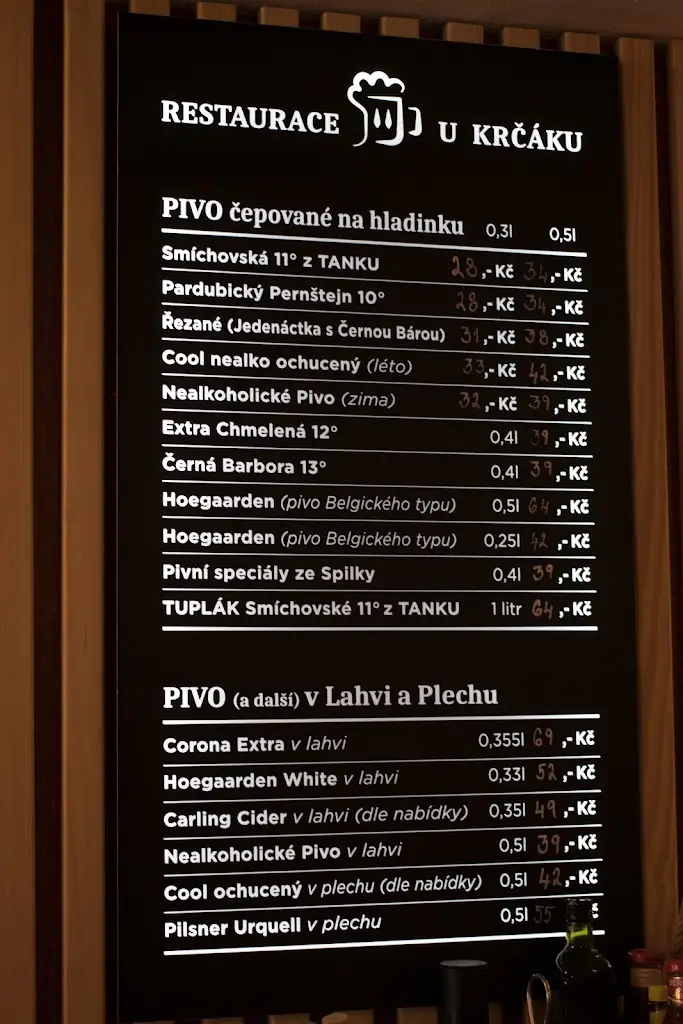 RESTAURACE U KRČÁKU
PIVO čepované na hladinku 0,3l 0,5l
Smíchovská 11° z TANKU 28,-Kč 34,-Kč
Pardubický Pernštejn 10° 28,-Kč 34,-Kč
Řezané (Jedenáctka s Černou Bárou) 31,-Kč 38,-Kč
Cool nealko ochucený (léto) 33,-Kč 42,-Kč
Nealkoholické Pivo (zima) 32,-Kč 39,-Kč
Extra Chmelená 12° 0,4l 39,-Kč
Černá Barbora 13° 0,4l 39,-Kč
Hoegaarden (pivo Belgického typu) 0,5l 64,-Kč
Hoegaarden (pivo Belgického typu) 0,25l 42,-Kč
Pivní speciály ze Spilky 0,4l 39,-Kč
TUPLÁK Smíchovské 11° z TANKU 1 litr 64,-Kč
PIVO (a další) v Lahvi a Plechu
Corona Extra v lahvi 0,355l 69,-Kč
Hoegaarden White v lahvi 0,33l 52,-Kč
Carling Cider v lahvi (dle nabídky) 0,35l 49,-Kč
Nealkoholické Pivo v lahvi 0,5l 39,-Kč
Cool ochucený v plechu (dle nabídky) 0,5l 42,-Kč
Pilsner Urquell v plechu 0,5l 55